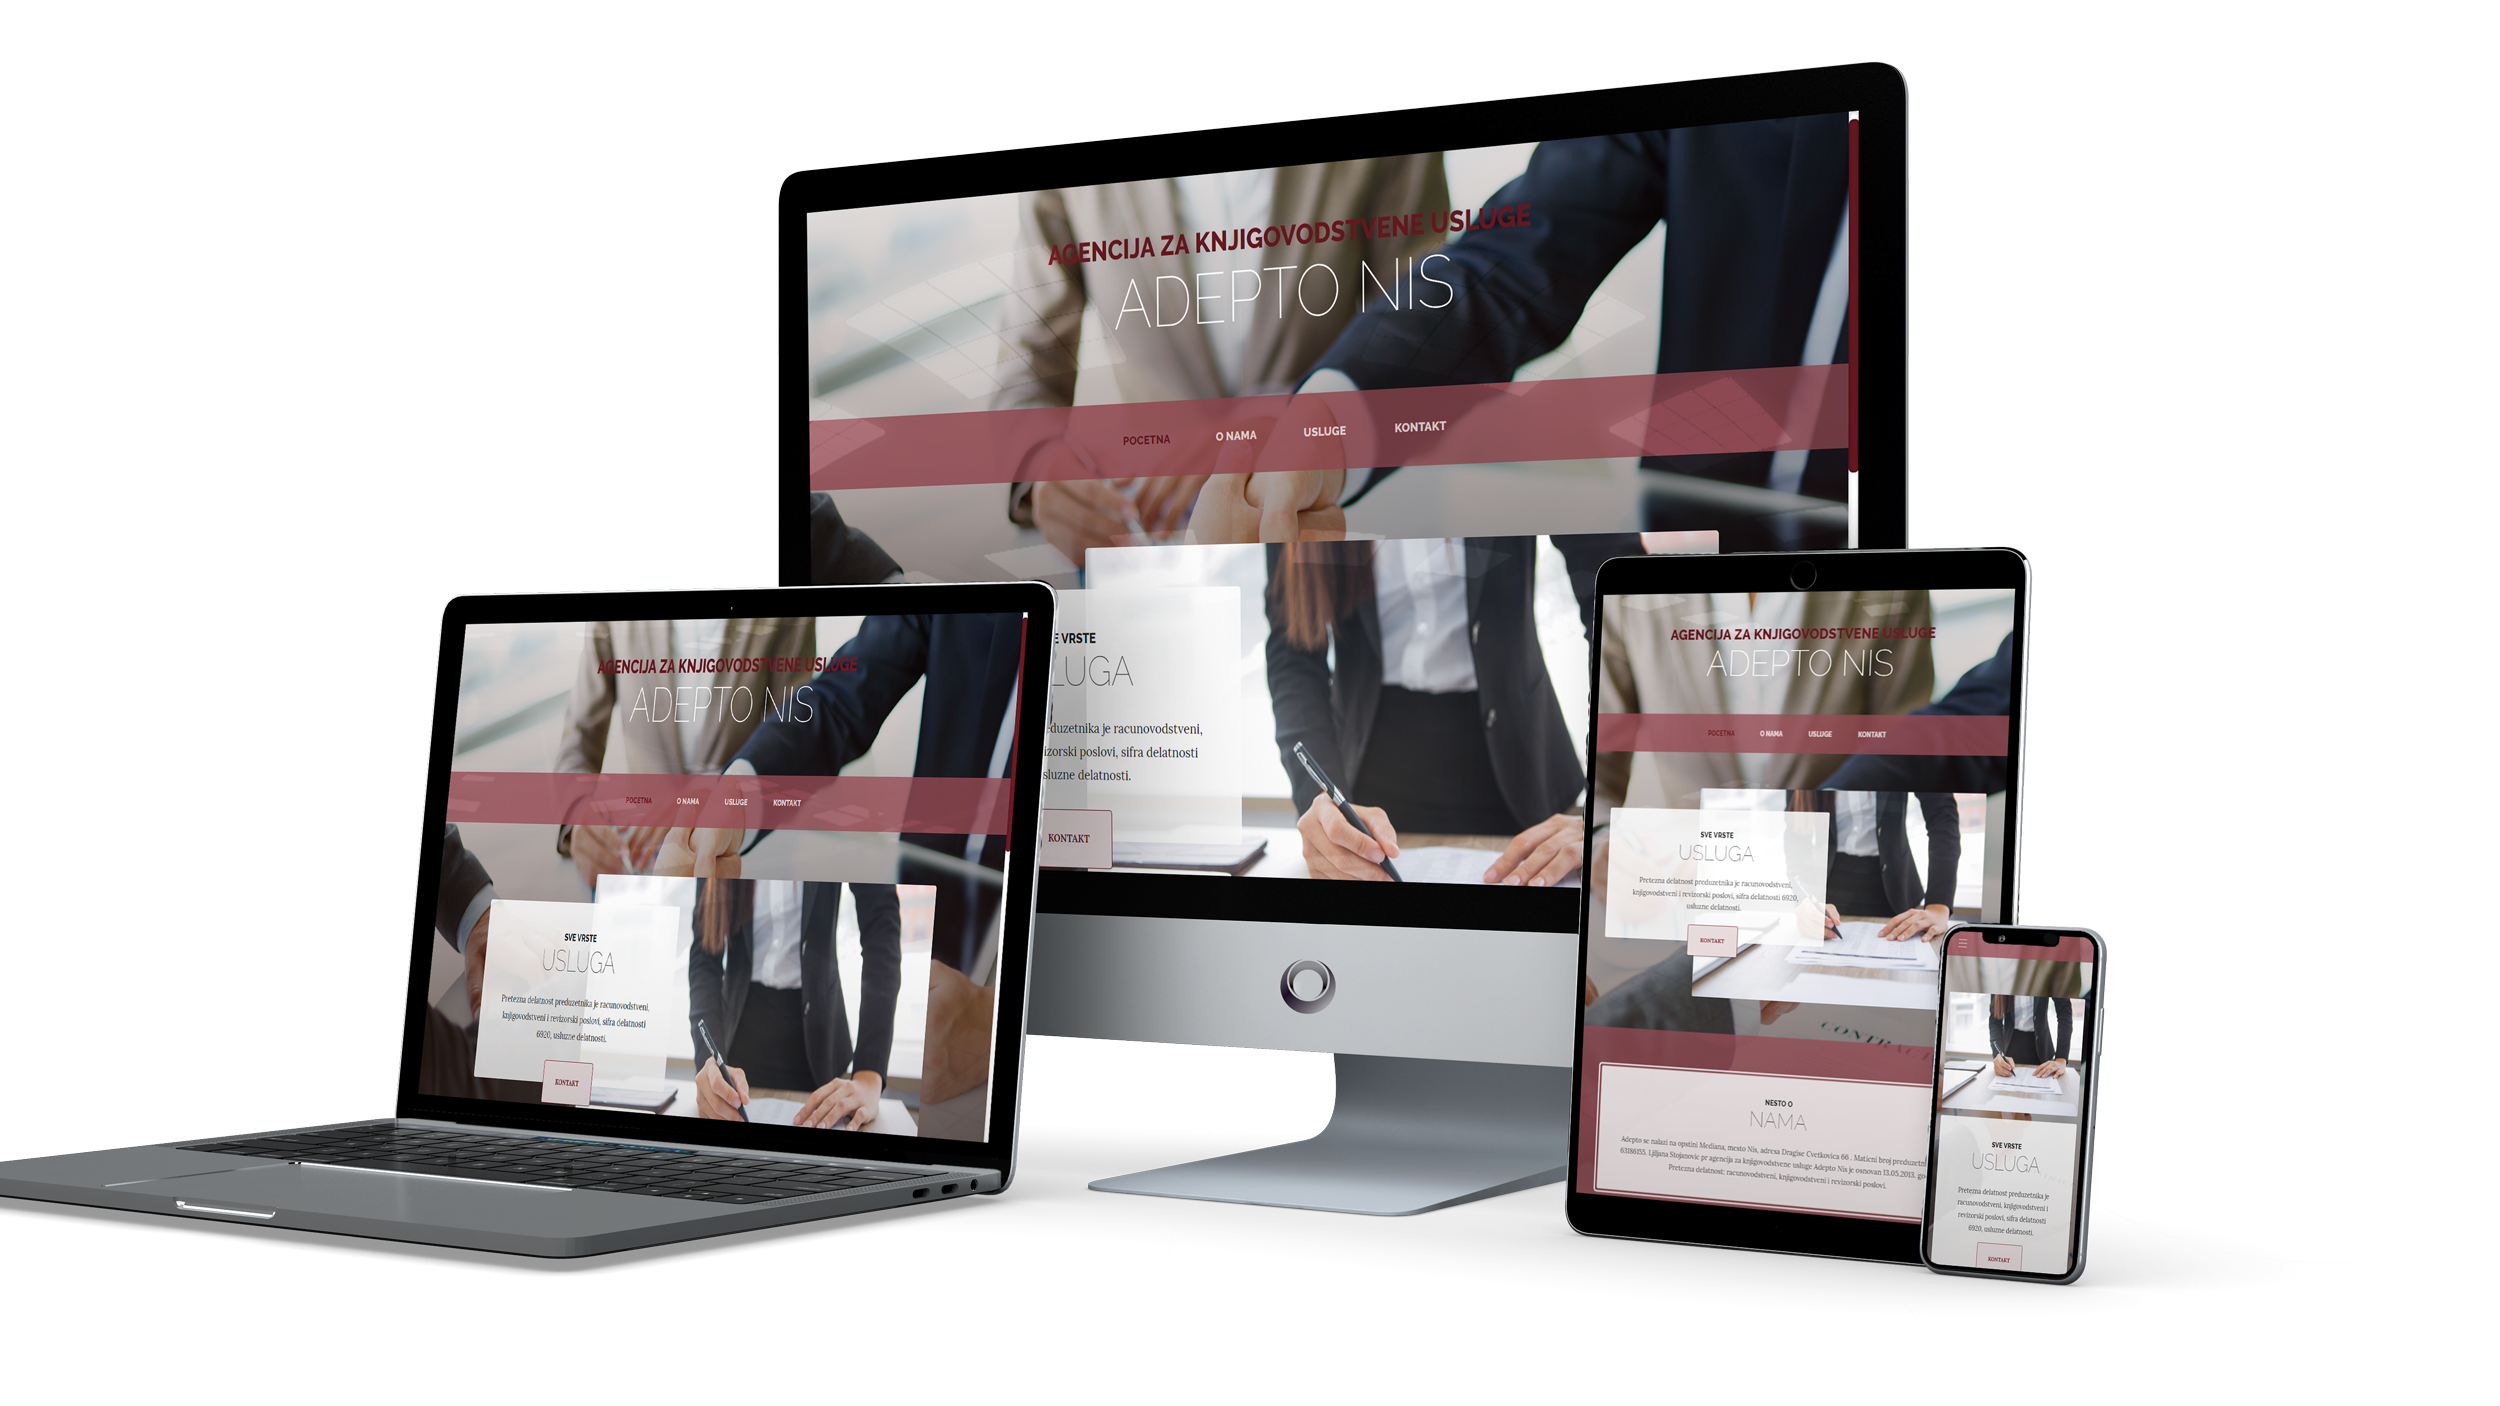 AGENCIJA ZA KNJIGOVODSTVENE USLUGE
ADEPTO NIS
POCETNA
O NAMA
USLUGE
KONTAKT
E VRSTE
LUGA
eduzetnika je racunovodstveni,
izorski poslovi, sifra delatnosti
sluzne delatnosti.
KONTAKT
AGENCIJA ZA KNJIGOVODSTVENE USLUGE
ADEPTO NIS
POCETNA
O NAMA
USLUGE
KONTAKT
SVE VRSTE
USLUGA
Pretezna delatnost preduzetnika je racunovodstveni,
knjigovodstveni i revizorski poslovi, sifra delatnosti
6920, usluzne delatnosti.
KONTAKT
AGENCIJA ZA KNJIGOVODSTVENE USLUGE
ADEPTO NIS
POCETNA
O NAMA
USLUGE
KONTAKT
SVE VRSTE
USLUGA
Pretezna delatnost preduzetnika je racunovodstveni,
knjigovodstveni i revizorski poslovi, sifra delatnosti 6920,
usluzne delatnosti.
KONTAKT
CONTRAC
NESTO O
NAMA
Adepto se nalazi na opstini Mediana, mesto Nis, adresa Dragise Cvetkovica 66 . Maticni broj preduzetn
63186155, Ljiljana Stojanovic pr agencija za knjigovodstvene usluge Adepto Nis je osnovan 13.05.2013. go
Pretezna delatnost: racunovodstveni, knjigovodstveni i revizorski poslovi.
SVE VRSTE
USLUGA
Pretezna delatnost preduzetnika je
racunovodstveni, knjigovodstveni i
revizorski poslovi, sifra delatnosti
6920, usluzne delatnosti.
KONTAKT